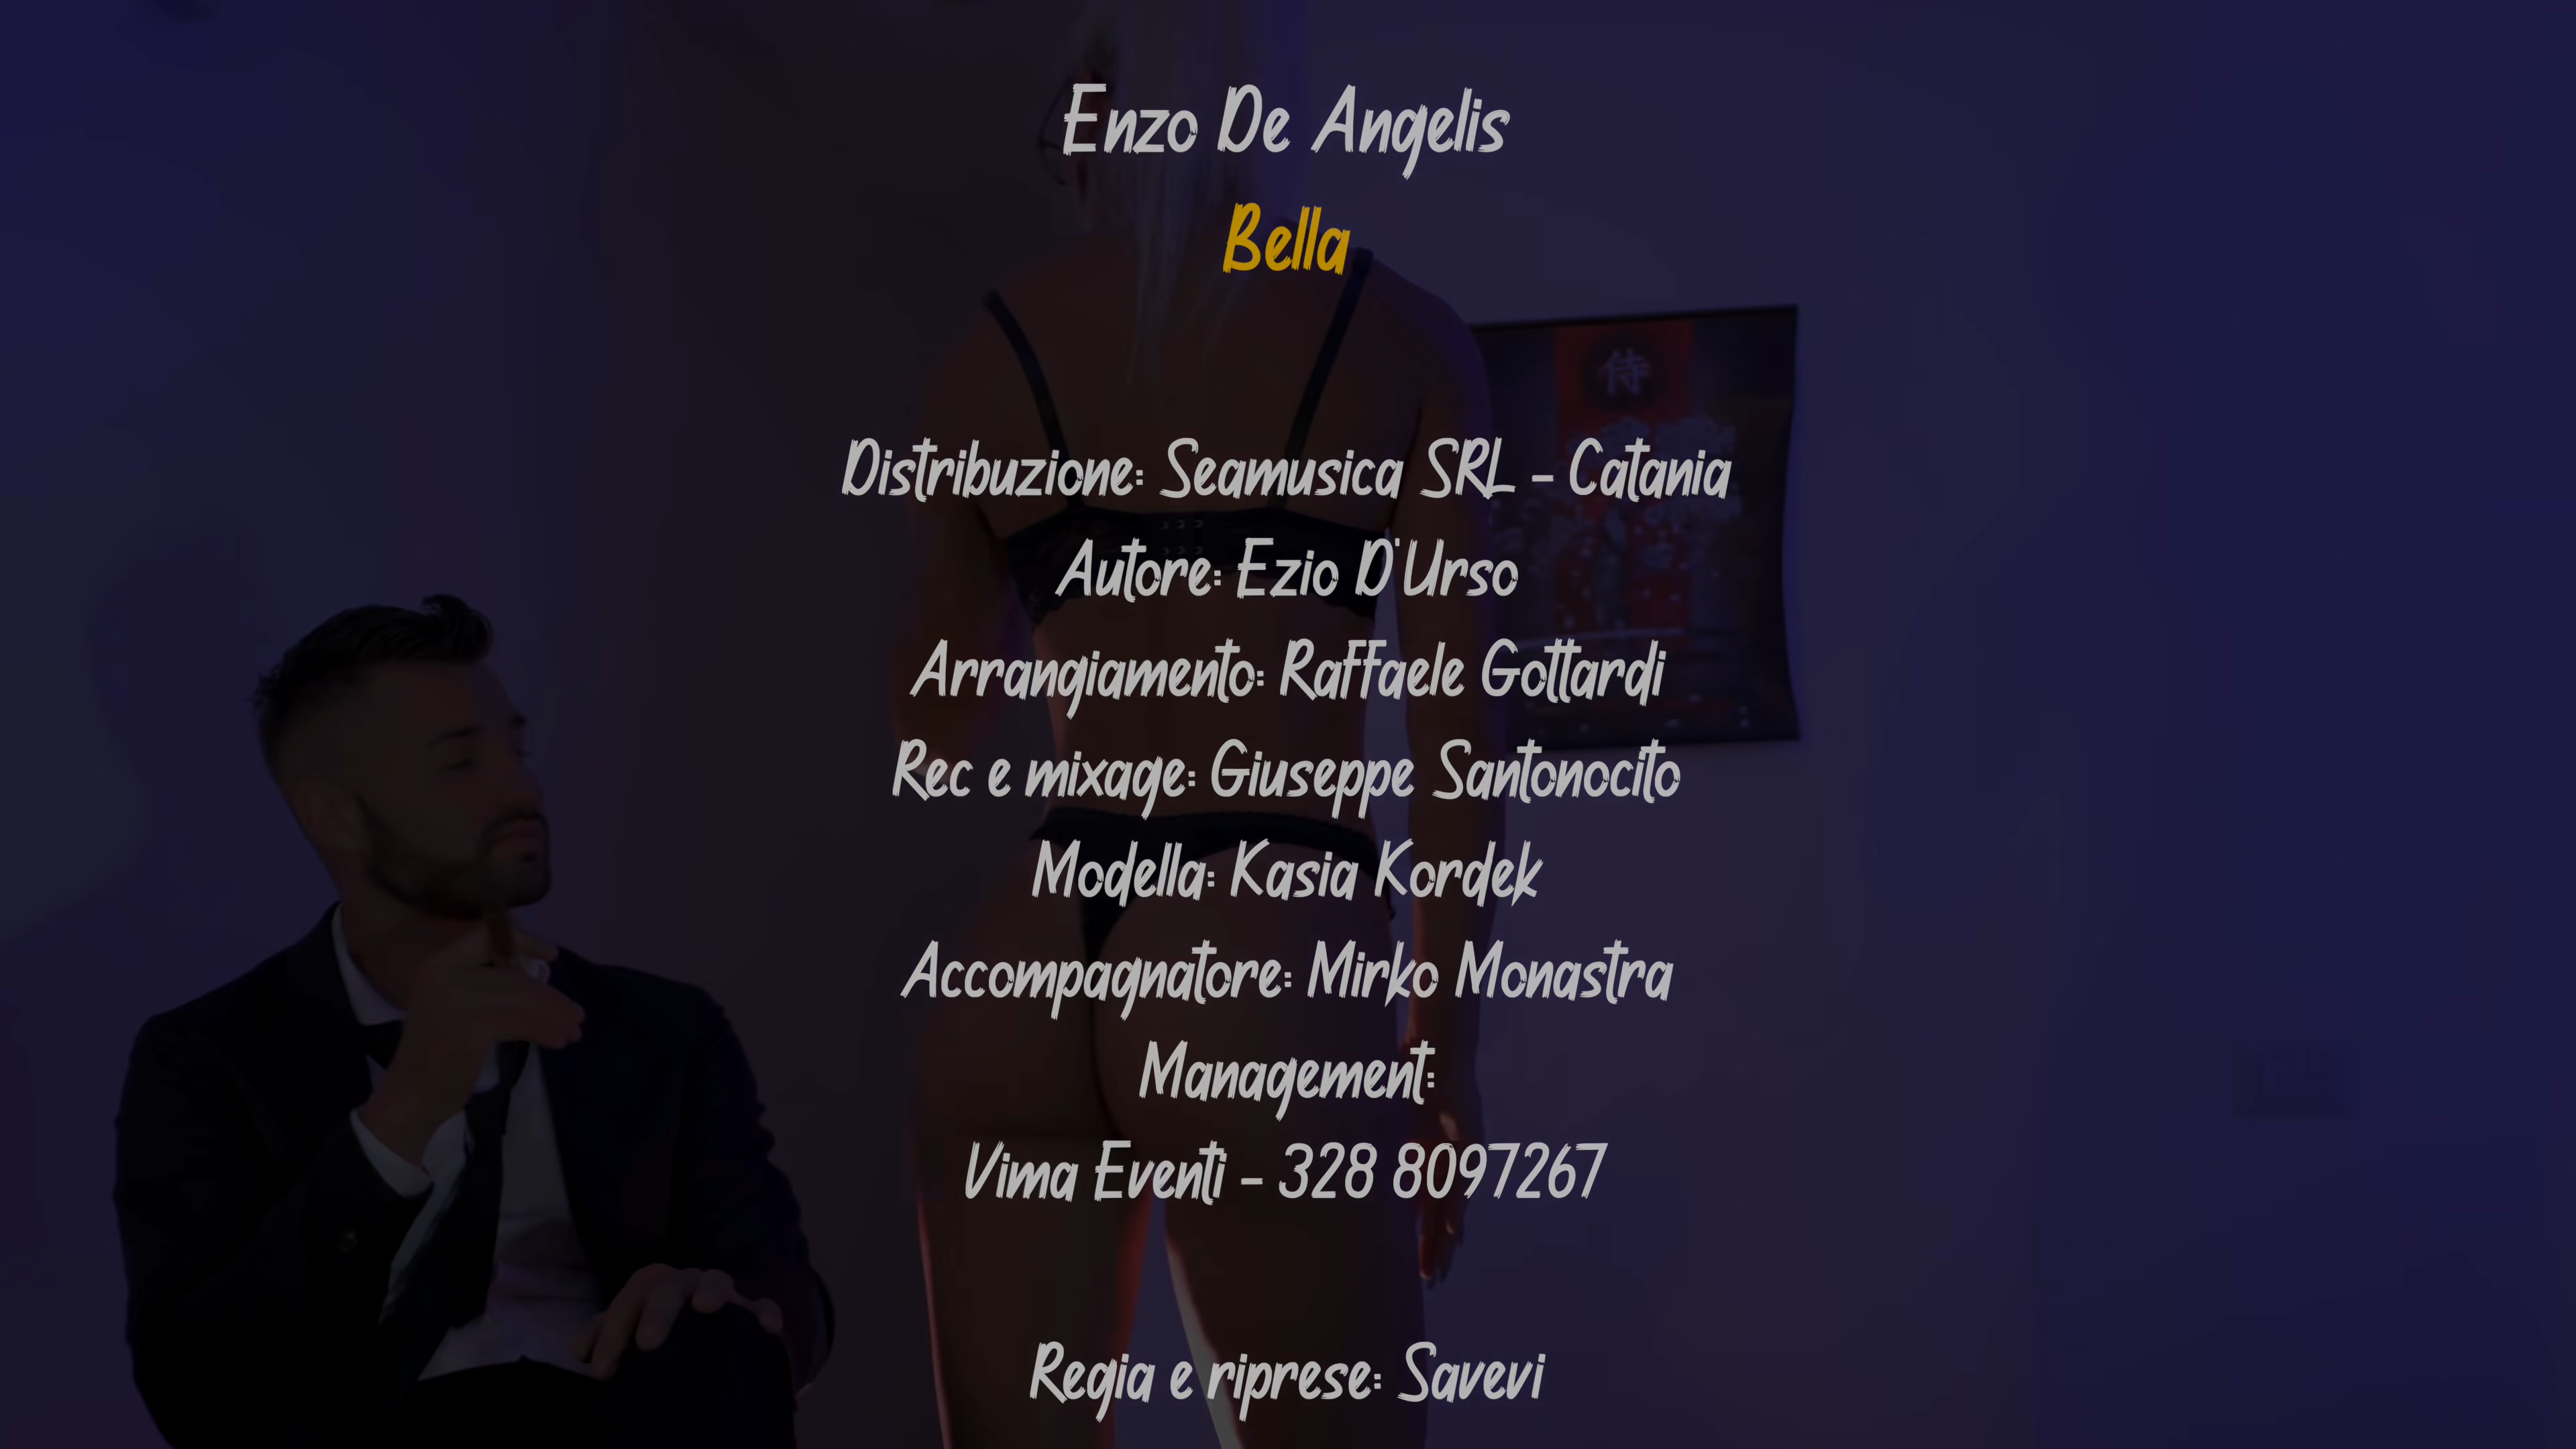 Enzo De Angelis
Bella
侍
Distribuzione: Seamusica SRL - Catania
Autore: Ezio D'Urso
Arrangiamento: Raffaele Gottardi
Rec e mixage: Giuseppe Santonocito
Modella: Kasia Kordek
Accompagnatore: Mirko Monastra
Management:
Vima Eventi - 328 8097267
Regia e riprese: Savevi